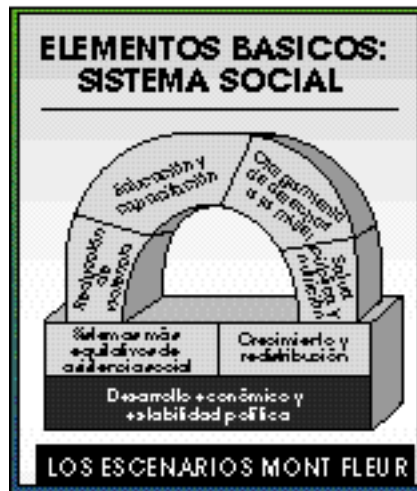 ELEMENTOS BASICOS:
SISTEMA SOCIAL
Educación y
capacitación
Otorgamiento
de derechos
a la mujer
Reducción
de
violencia
Salud
pública y
nutrición
Sistemas más
equitativos de
asistencia social
Crecimiento y
redistribución
Desarrollo económico y
estabilidad política
LOS ESCENARIOS MONT FLEUR